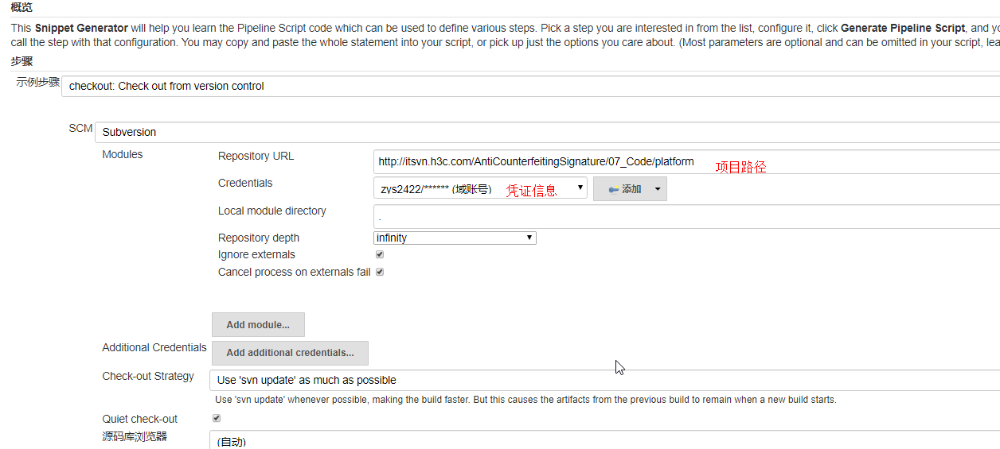 概览
This Snippet Generator will help you learn the Pipeline Script code which can be used to define various steps. Pick a step you are interested in from the list, configure it, click Generate Pipeline Script, and
call the step with that configuration. You may copy and paste the whole statement into your script, or pick up just the options you care about. (Most parameters are optional and can be omitted in your script,
步骤
示例步骤 checkout: Check out from version control
SCM Subversion
Modules Repository URL http://itsvn.h3c.com/AntiCounterfeitingSignature/07_Code/platform 项目路径
Credentials zys2422/****** (域账号) 凭证信息 添加
Local module directory .
Repository depth infinity
Ignore externals
Cancel process on externals fail
Add module...
Additional Credentials Add additional credentials...
Check-out Strategy Use 'svn update' as much as possible
Use 'svn update' whenever possible, making the build faster. But this causes the artifacts from the previous build to remain when a new build starts.
Quiet check-out
源码库浏览器 (自动)